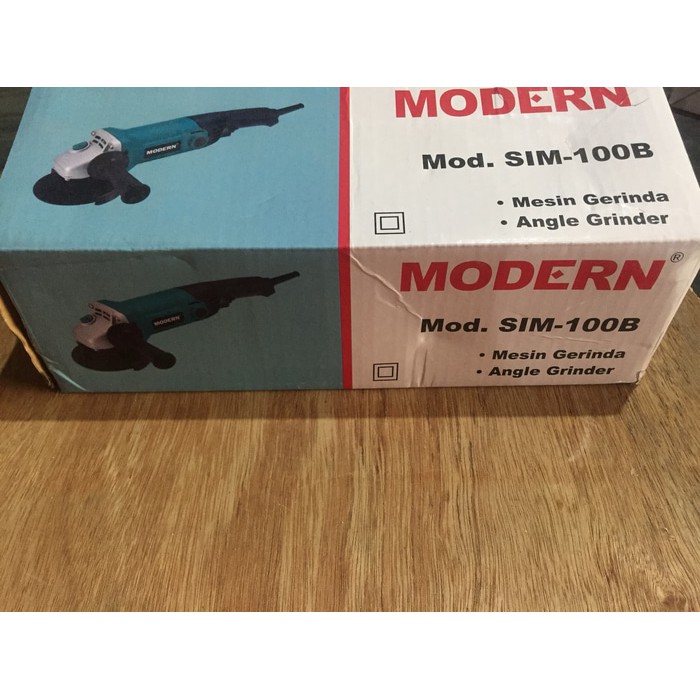 MODERN
Mod. SIM-100B
• Mesin Gerinda
• Angle Grinder
MODERN
MODERN®
Mod. SIM-100B
• Mesin Gerinda
• Angle Grinder
MODERN